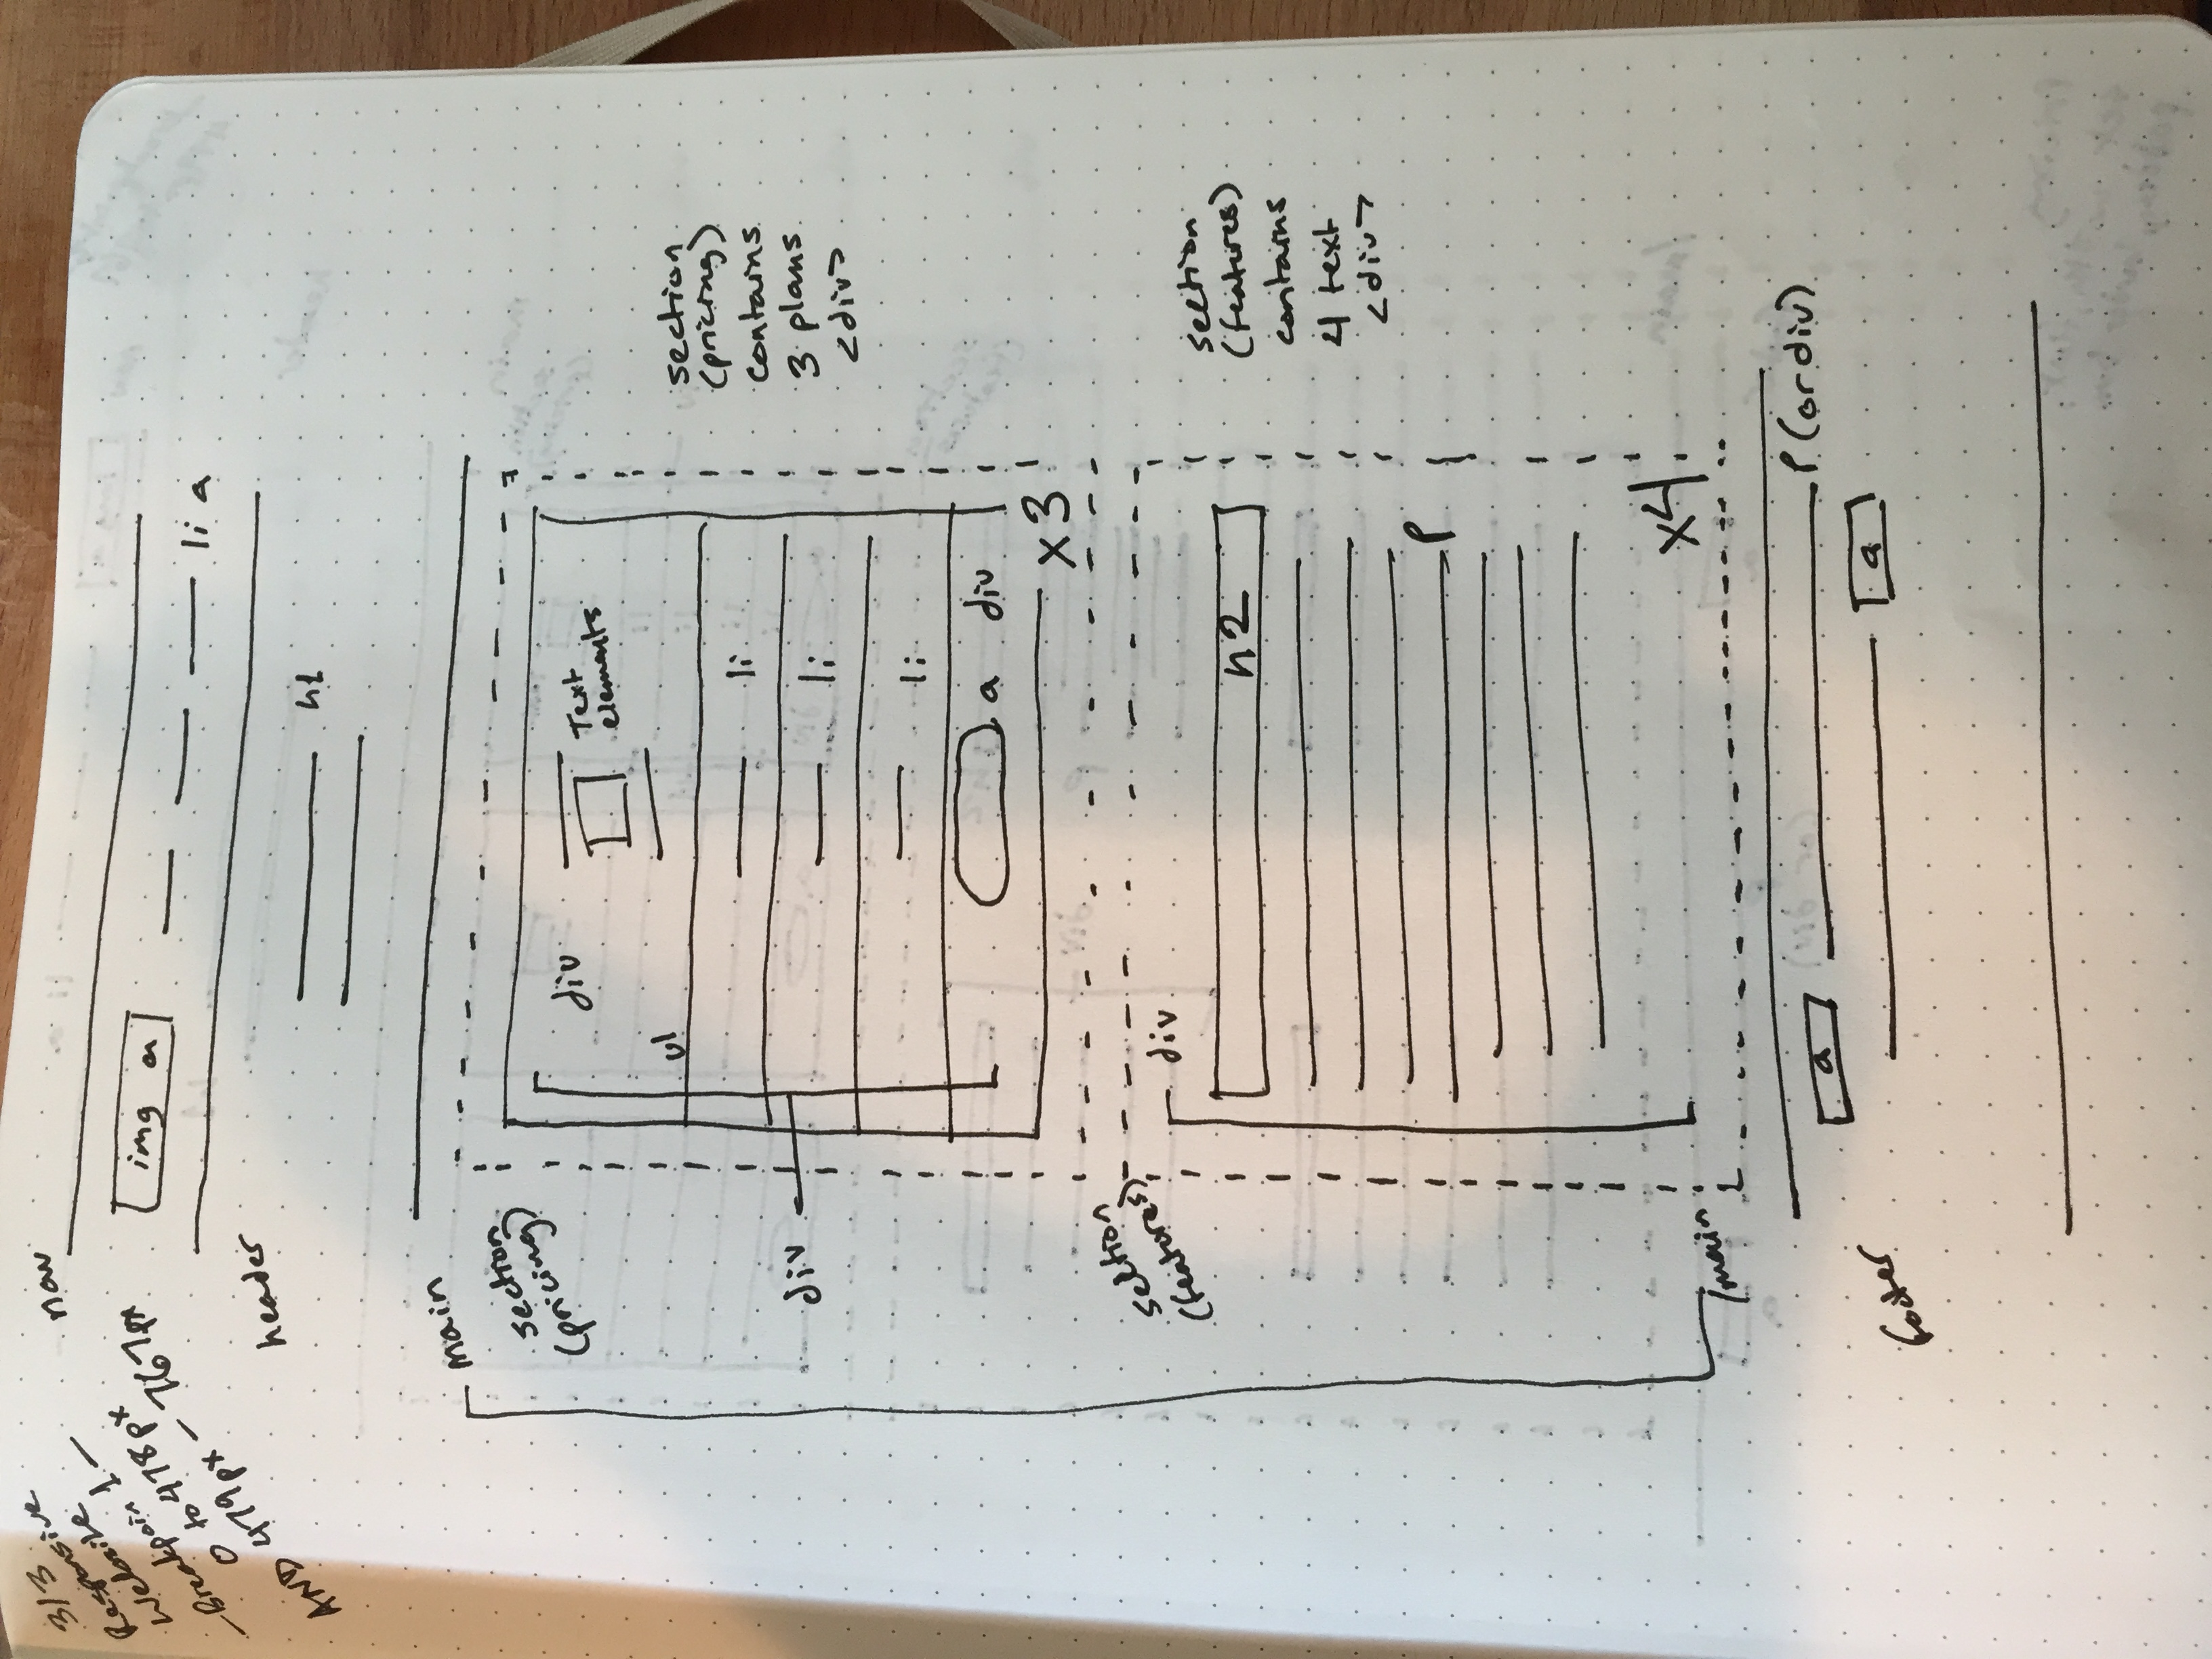 3/3
Responsive
Website
-Breakpoint 1 -
0 to 478px
AND 479px - 767px
nav
img a
li a
header
h1
main
section
(pricing)
div
Text
elements
ul
li
div
li
li
a div
x3
section
(pricing)
contains
3 plans
<div>
section
(features)
div
h2
p
x4
section
(features)
contains
4 text
<div>
/main
a
p (or div)
a
footer